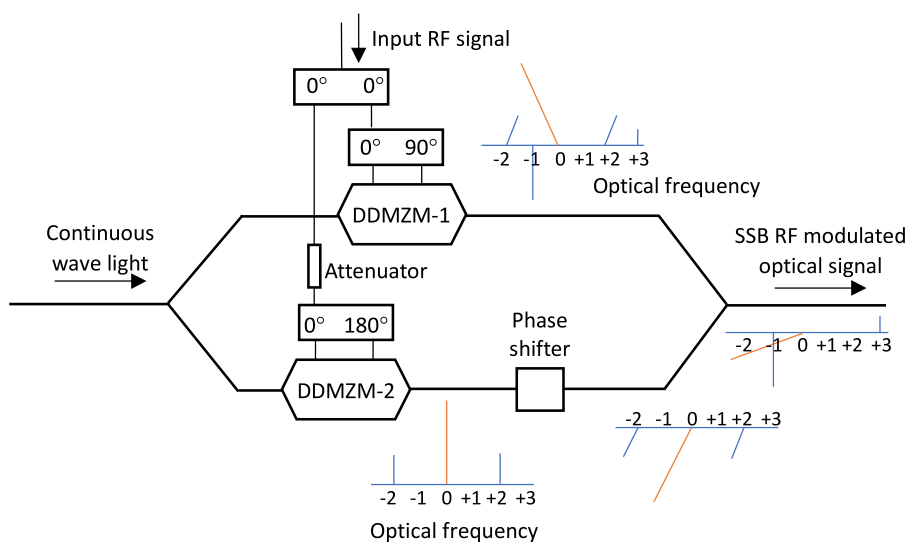 Input RF signal
0° 0°
0° 90°
-2 -1 0 +1 +2 +3
Optical frequency
DDMZM-1
Continuous
wave light
SSB RF modulated
optical signal
Attenuator
0° 180°
Phase
shifter
-2 -1 0 +1 +2 +3
DDMZM-2
-2 -1 0 +1 +2 +3
-2 -1 0 +1 +2 +3
Optical frequency